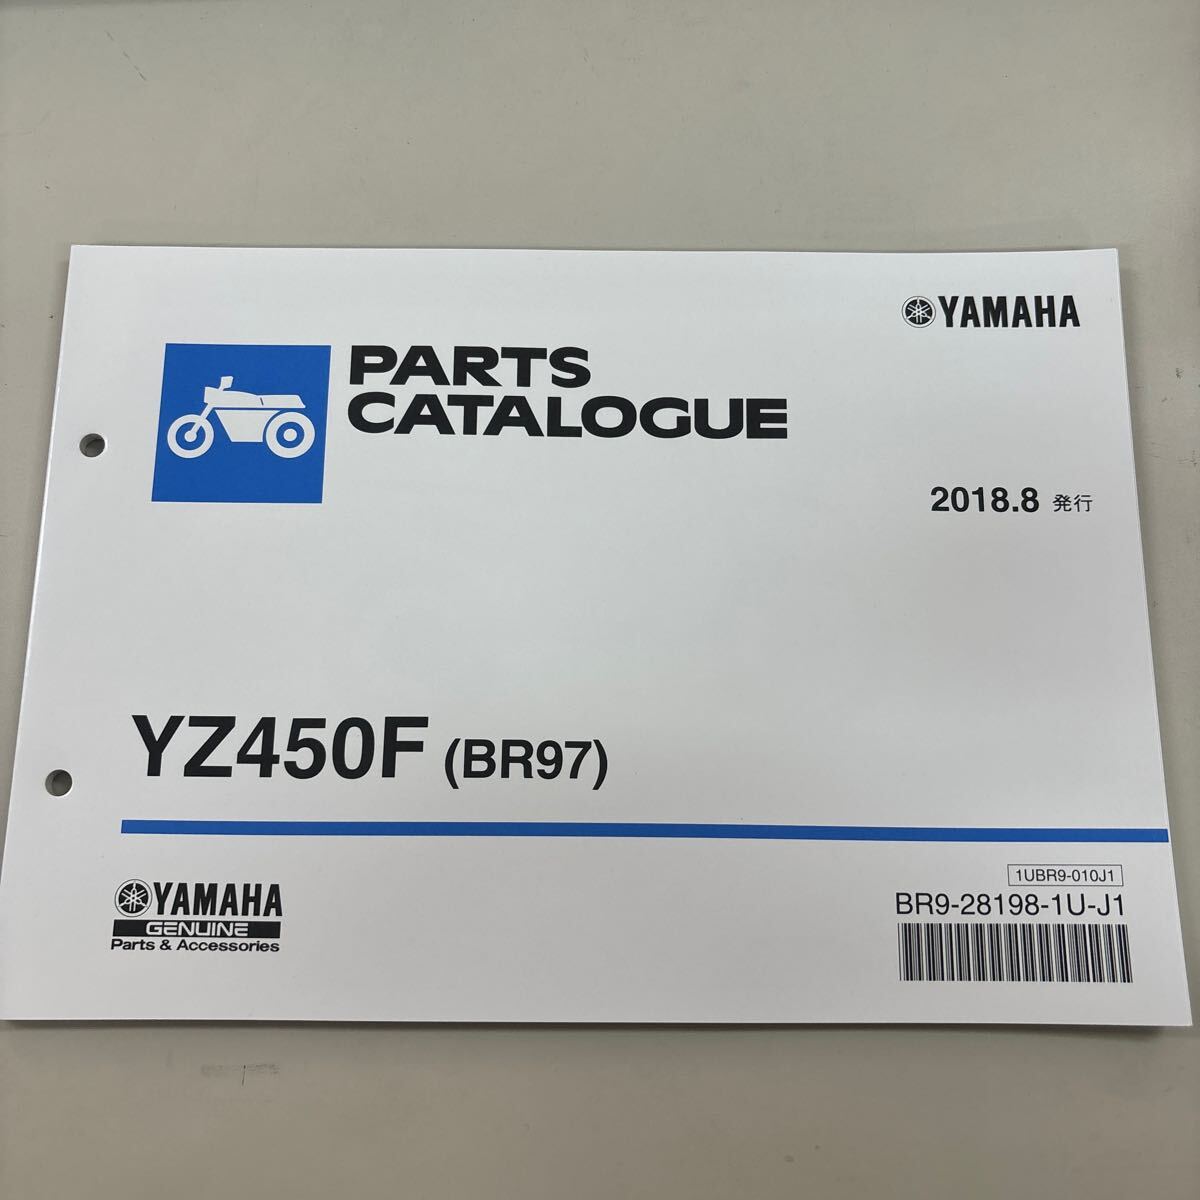 YAMAHA
PARTS
CATALOGUE
2018.8 発行
YZ450F (BR97)
1UBR9-010J1
BR9-28198-1U-J1
YAMAHA
GENUINE
Parts & Accessories